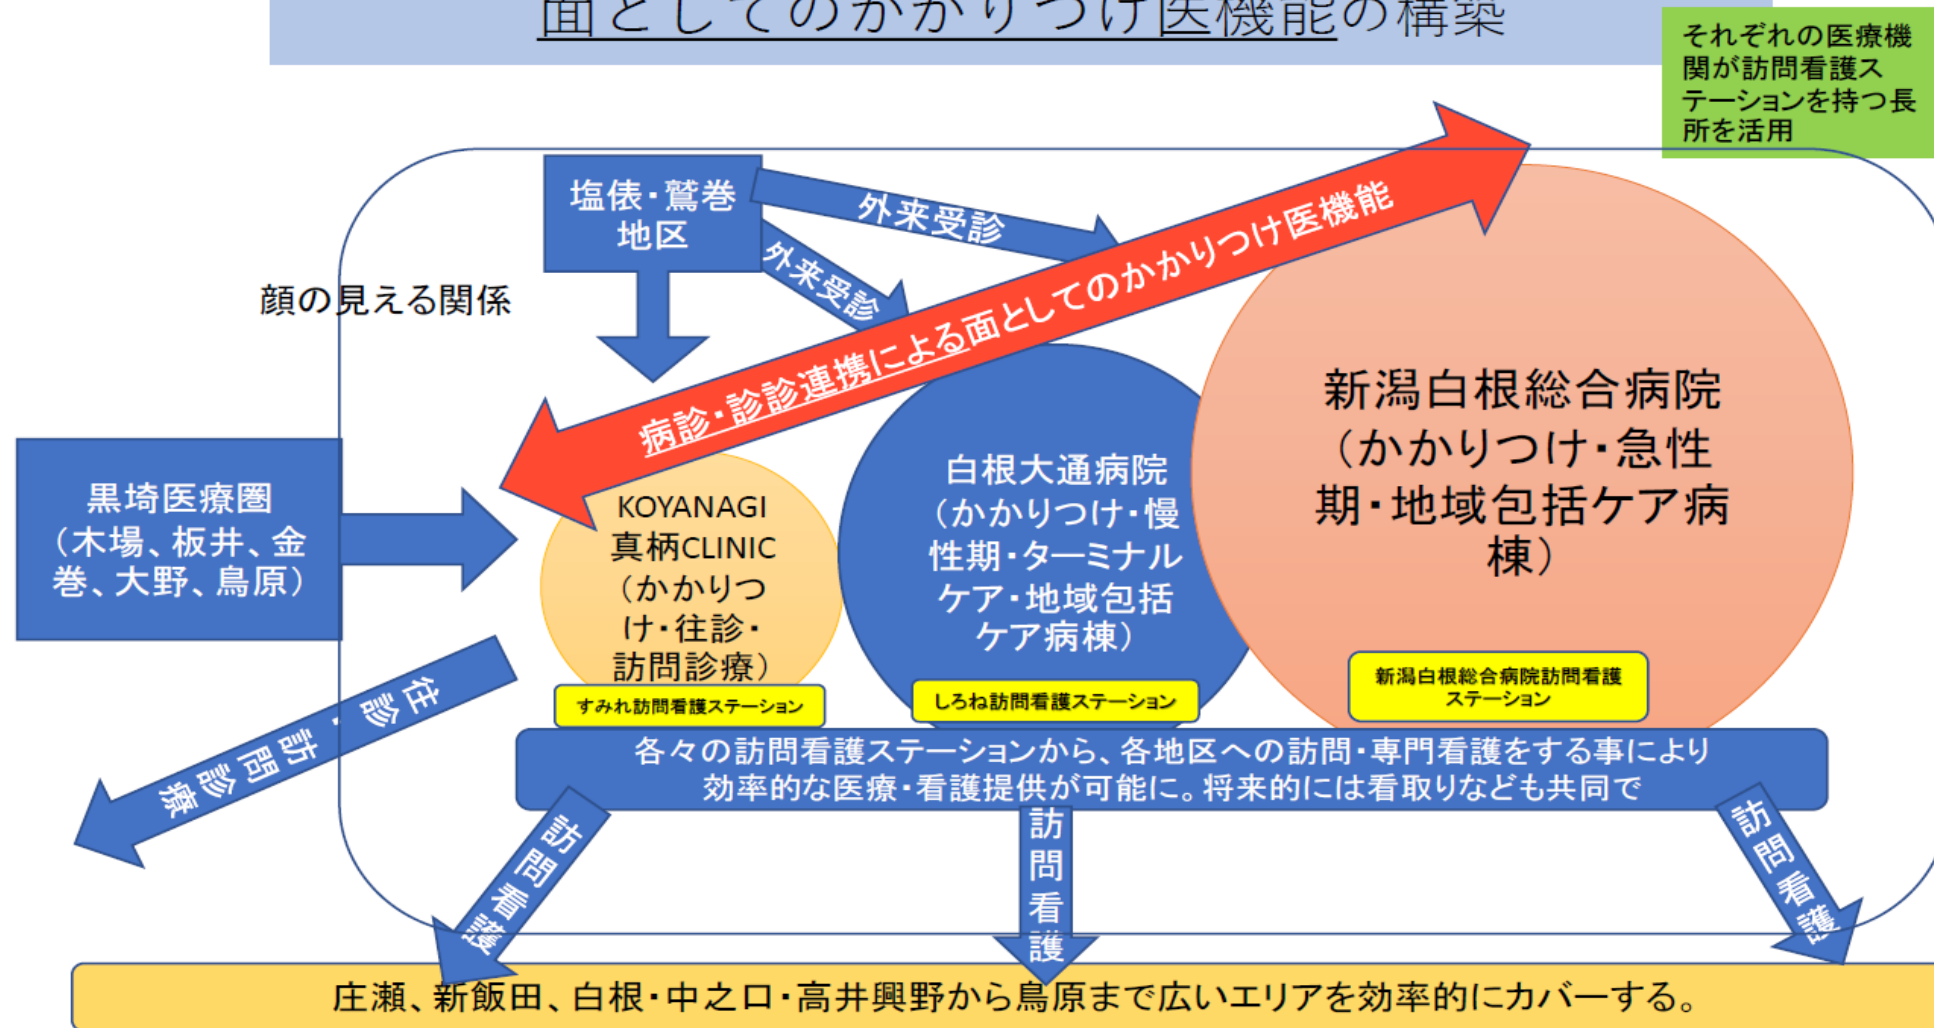 面としてのかかりつけ医機能の構築
それぞれの医療機
関が訪問看護ス
テーションを持つ長
所を活用
塩俵・鷲巻
地区
外来受診
外来受診
顔の見える関係
病診・診診連携による面としてのかかりつけ医機能
黒埼医療圏
（木場、板井、金
巻、大野、鳥原）
KOYANAGI
真柄CLINIC
（かかりつ
け・往診・
訪問診療）
白根大通病院
（かかりつけ・慢
性期・ターミナル
ケア・地域包括
ケア病棟）
新潟白根総合病院
（かかりつけ・急性
期・地域包括ケア病
棟）
すみれ訪問看護ステーション
しろね訪問看護ステーション
新潟白根総合病院訪問看護
ステーション
往診・訪問診療
各々の訪問看護ステーションから、各地区への訪問・専門看護をする事により
効率的な医療・看護提供が可能に。将来的には看取りなども共同で
訪問看護
訪問看護
訪問看護
庄瀬、新飯田、白根・中之口・高井興野から鳥原まで広いエリアを効率的にカバーする。